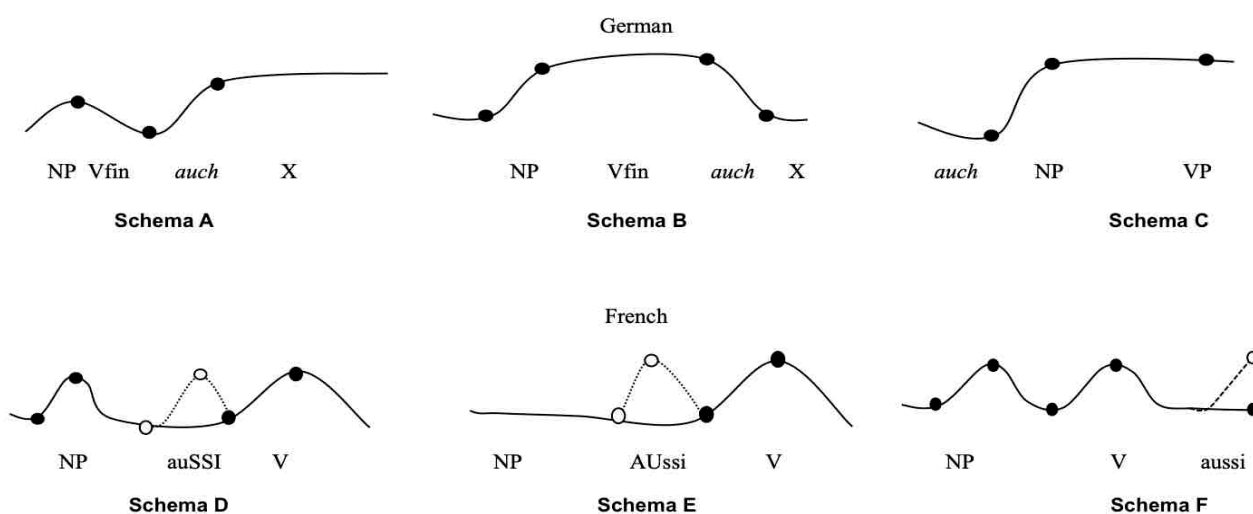 German
NP Vfin auch X
NP Vfin auch X
auch NP VP
Schema A
Schema B
Schema C
French
NP auSSI V
NP AUssi V
NP V aussi
Schema D
Schema E
Schema F